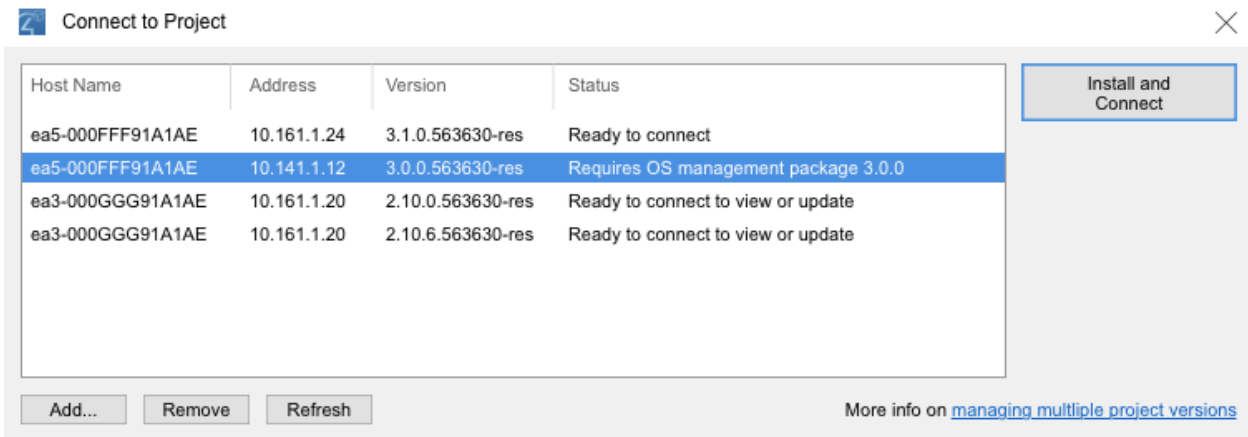 Connect to Project
Host Name Address Version Status
Install and
Connect
ea5-000FFF91A1AE 10.161.1.24 3.1.0.563630-res Ready to connect
ea5-000FFF91A1AE 10.141.1.12 3.0.0.563630-res Requires OS management package 3.0.0
ea3-000GGG91A1AE 10.161.1.20 2.10.0.563630-res Ready to connect to view or update
ea3-000GGG91A1AE 10.161.1.20 2.10.6.563630-res Ready to connect to view or update
Add... Remove Refresh More info on managing multliple project versions